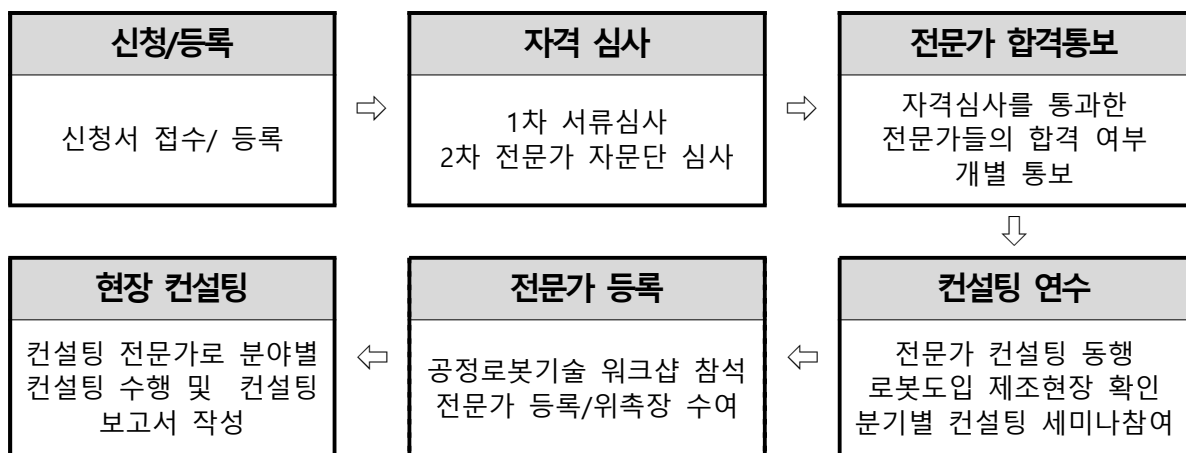 신청/등록
신청서 접수/ 등록
자격 심사
1차 서류심사
2차 전문가 자문단 심사
전문가 합격통보
자격심사를 통과한
전문가들의 합격 여부
개별 통보
컨설팅 연수
전문가 컨설팅 동행
로봇도입 제조현장 확인
분기별 컨설팅 세미나참여
전문가 등록
공정로봇기술 워크샵 참석
전문가 등록/위촉장 수여
현장 컨설팅
컨설팅 전문가로 분야별
컨설팅 수행 및 컨설팅
보고서 작성